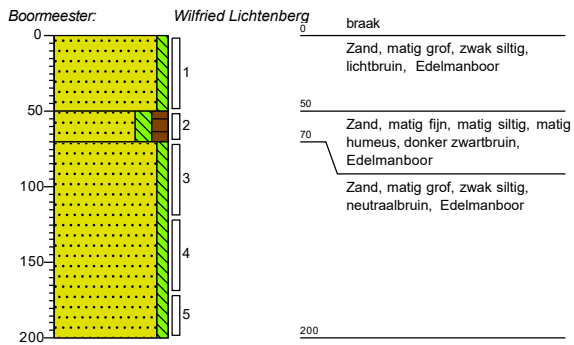 Boormeester: Wilfried Lichtenberg
0
50
100
150
200
1
2
3
4
5
0 braak
Zand, matig grof, zwak siltig,
lichtbruin, Edelmanboor
50
Zand, matig fijn, matig siltig, matig
humeus, donker zwartbruin,
Edelmanboor
70
Zand, matig grof, zwak siltig,
neutraalbruin, Edelmanboor
200